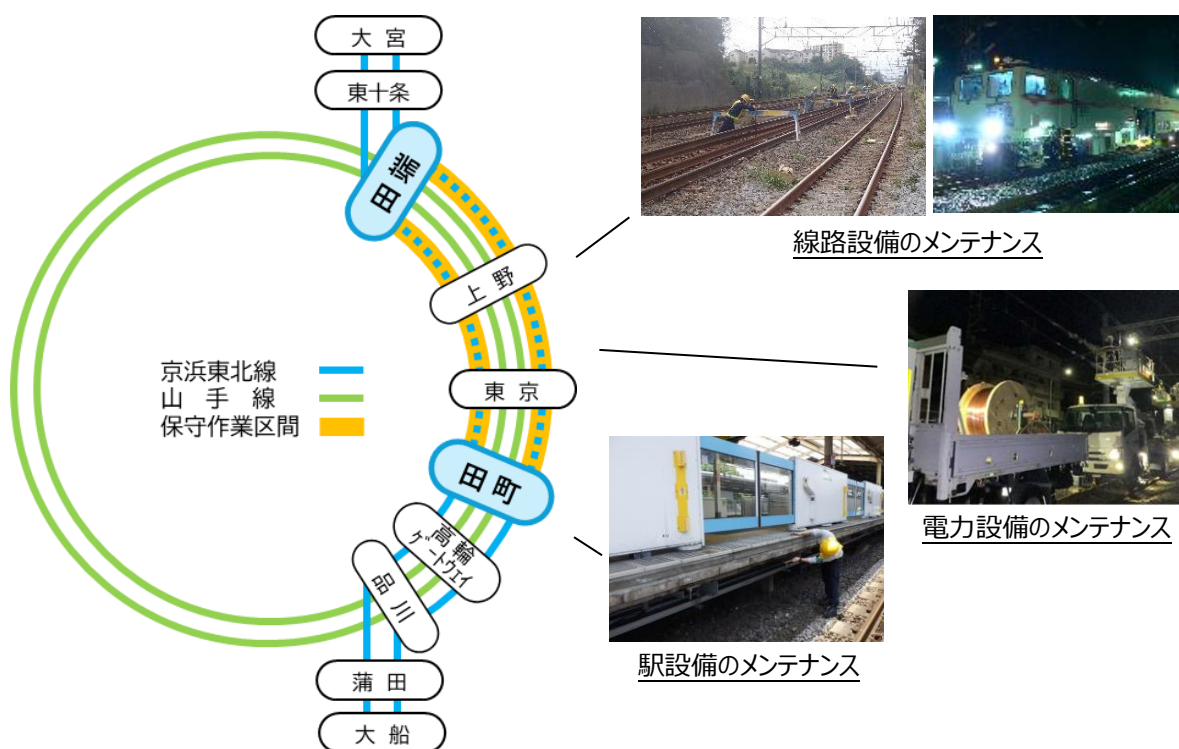 大宮
東十条
田端
上野
東京
田町
高輪
ゲートウェイ
品川
蒲田
大船
京浜東北線
山手線
保守作業区間
線路設備のメンテナンス
電力設備のメンテナンス
駅設備のメンテナンス